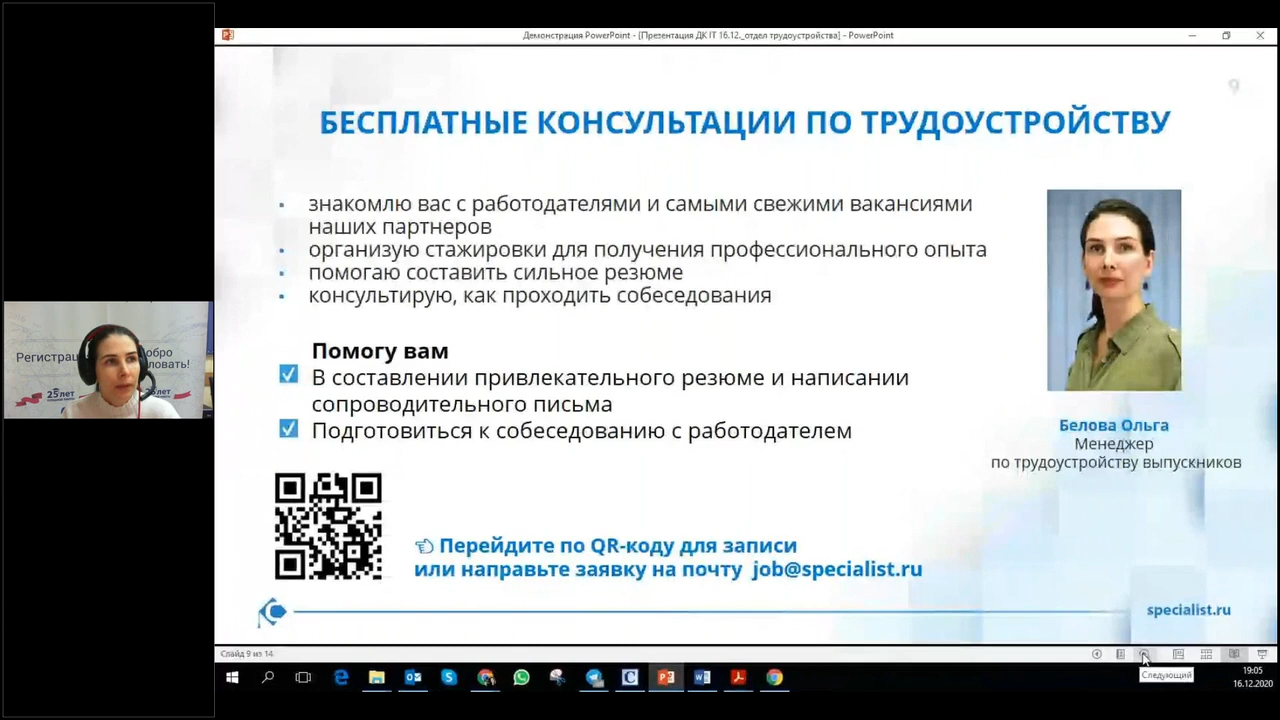 Демонстрация PowerPoint - [Презентация ДК IT 16.12._отдел трудоустройства] - PowerPoint
9
БЕСПЛАТНЫЕ КОНСУЛЬТАЦИИ ПО ТРУДОУСТРОЙСТВУ
знакомлю вас с работодателями и самыми свежими вакансиями
наших партнеров
организую стажировки для получения профессионального опыта
помогаю составить сильное резюме
консультирую, как проходить собеседования
Помогу вам
В составлении привлекательного резюме и написании
сопроводительного письма
Подготовиться к собеседованию с работодателем
Белова Ольга
Менеджер
по трудоустройству выпускников
Перейдите по QR-коду для записи
или направьте заявку на почту job@specialist.ru
specialist.ru
Регистрац
обро
ловать!
25 лет
лет
Слайд 9 из 14
Следующий
19:05
16.12.2020